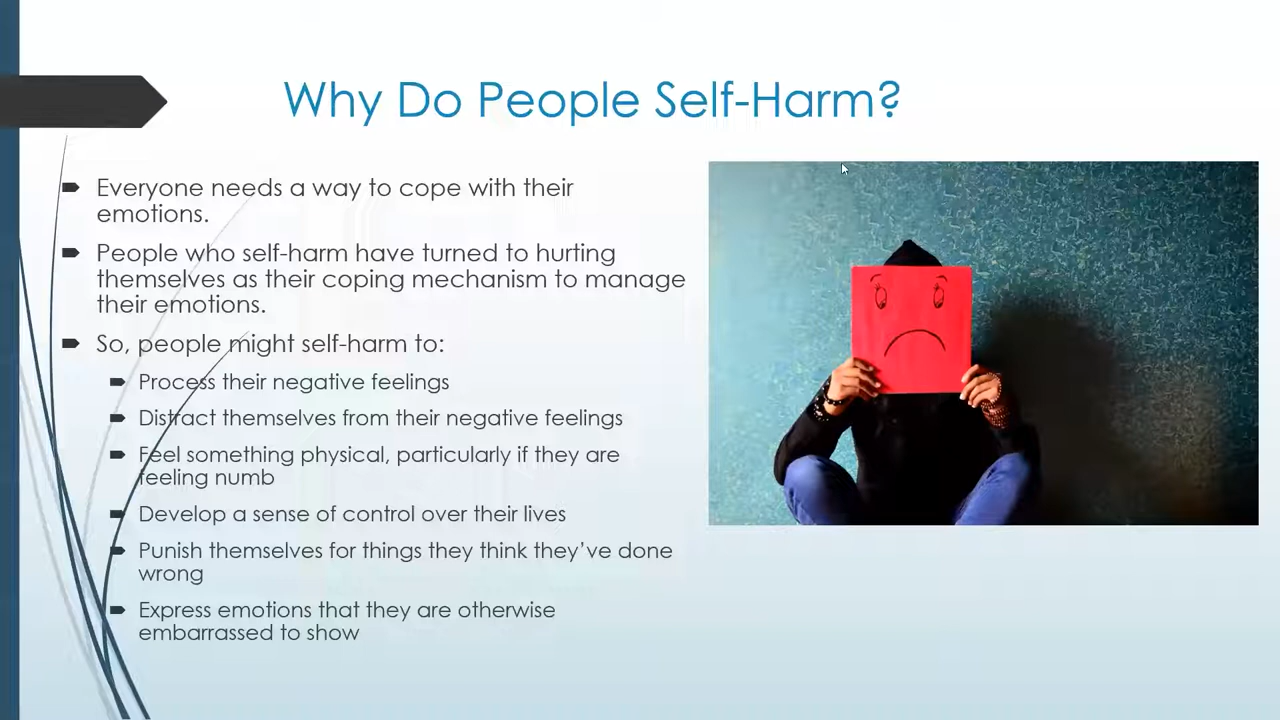 Why Do People Self-Harm?
Everyone needs a way to cope with their
emotions.
People who self-harm have turned to hurting
themselves as their coping mechanism to manage
their emotions.
So, people might self-harm to:
Process their negative feelings
Distract themselves from their negative feelings
Feel something physical, particularly if they are
feeling numb
Develop a sense of control over their lives
Punish themselves for things they think they've done
wrong
Express emotions that they are otherwise
embarrassed to show